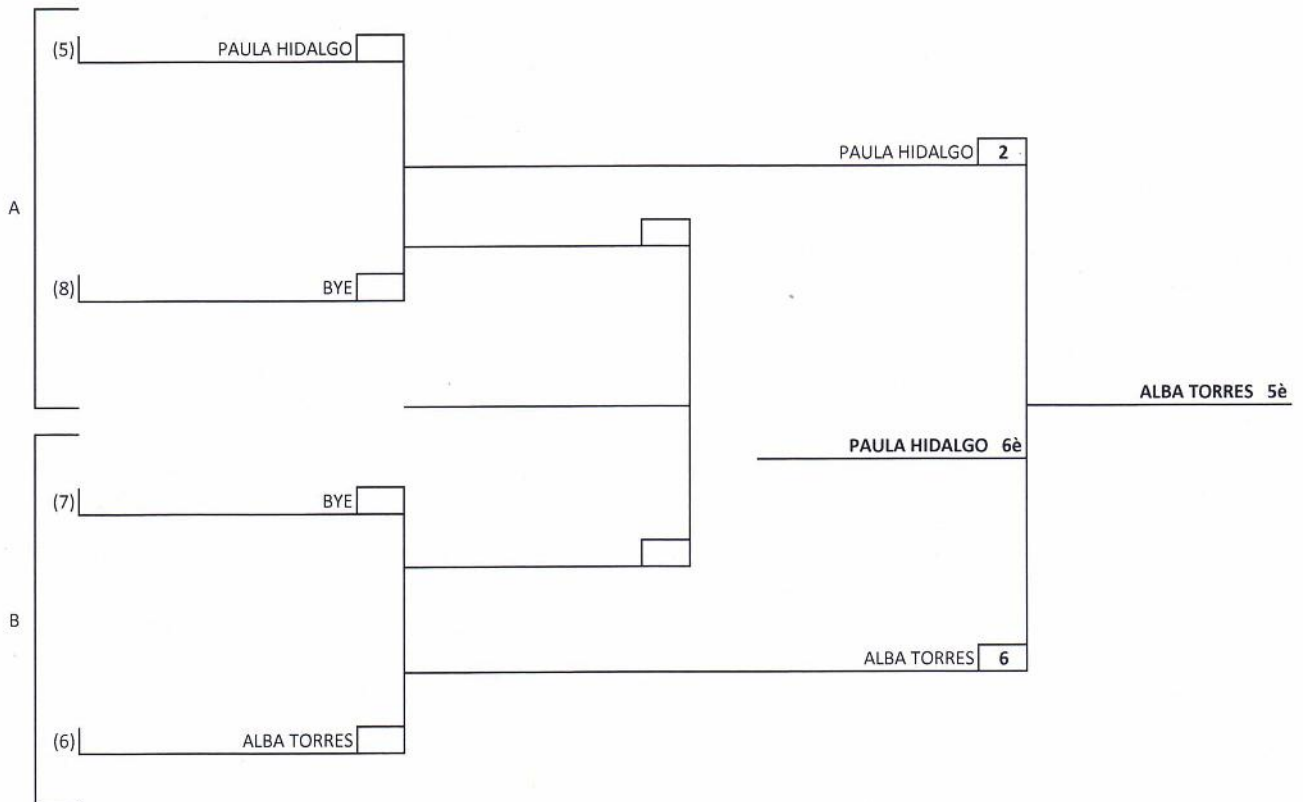 (5) PAULA HIDALGO
PAULA HIDALGO 2
A
(8) BYE
ALBA TORRES 5è
PAULA HIDALGO 6è
(7) BYE
B
ALBA TORRES 6
(6) ALBA TORRES